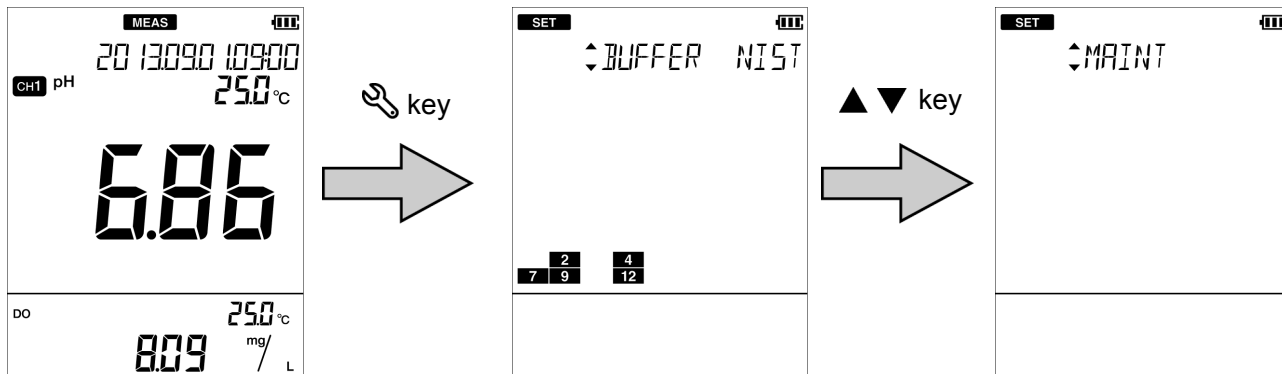 MEAS
2013.09.01.09:00
CH1 pH
25.0 °C
6.86
DO
25.0 °C
8.09 mg/L
key
SET
BUFFER NIST
2 4
7 9 12
▲ ▼ key
SET
MAINT